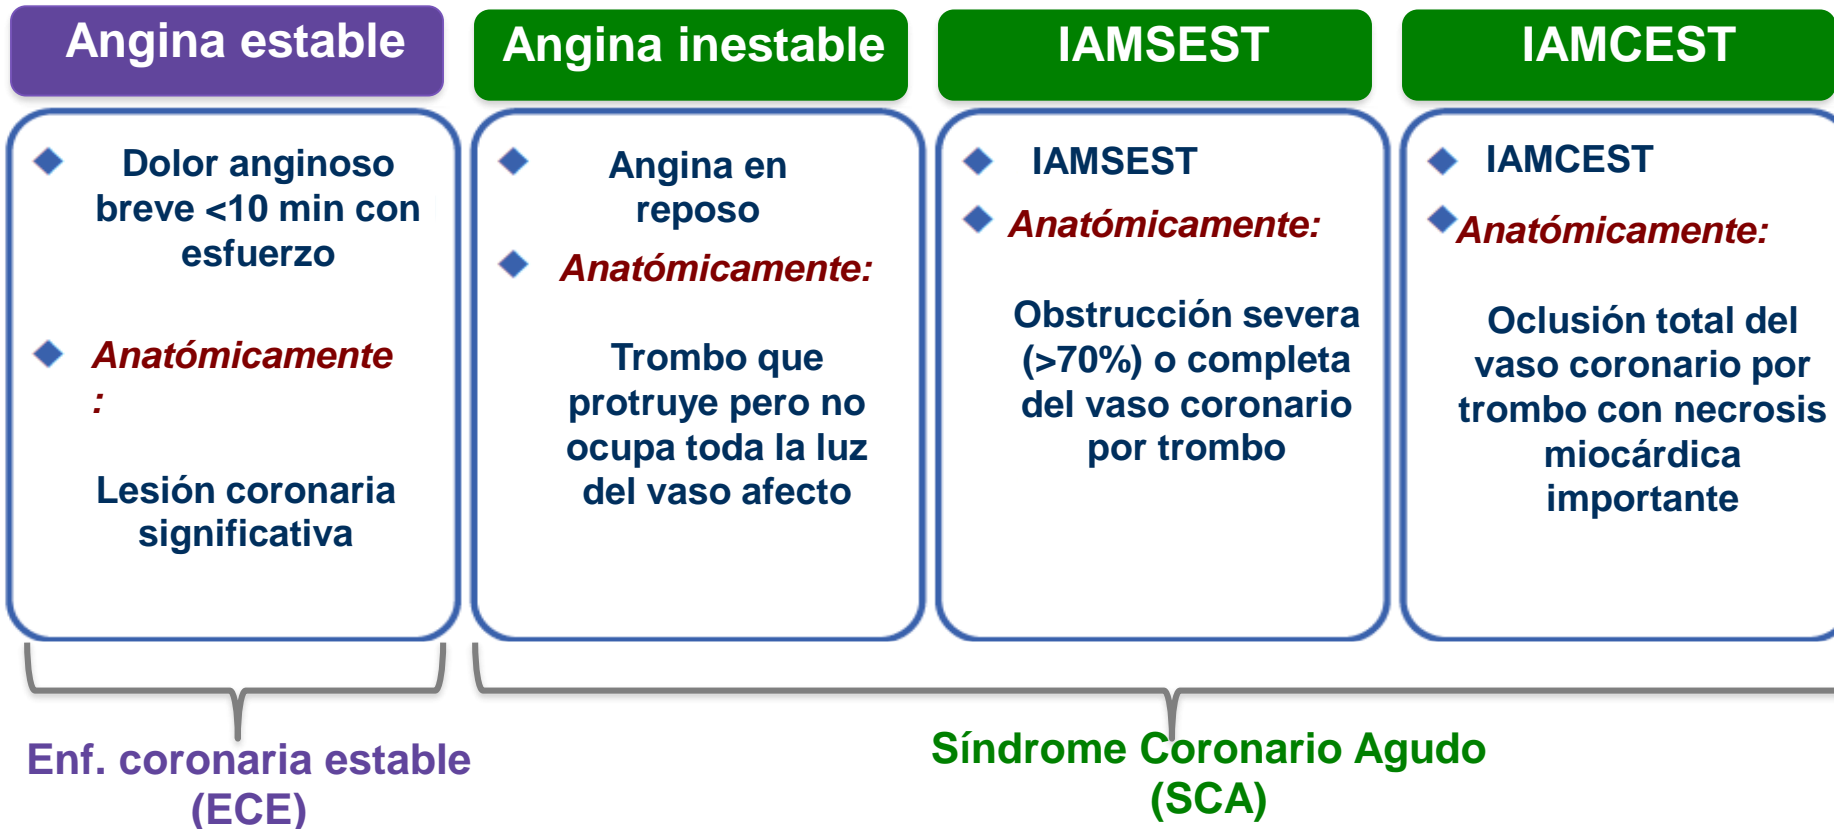 Angina estable
Dolor anginoso
breve <10 min con
esfuerzo
Anatómicamente
:
Lesión coronaria
significativa
Angina inestable
Angina en
reposo
Anatómicamente:
Trombo que
protruye pero no
ocupa toda la luz
del vaso afecto
IAMSEST
IAMSEST
Anatómicamente:
Obstrucción severa
(>70%) o completa
del vaso coronario
por trombo
IAMCEST
IAMCEST
Anatómicamente:
Oclusión total del
vaso coronario por
trombo con necrosis
miocárdica
importante
Enf. coronaria estable
(ECE)
Síndrome Coronario Agudo
(SCA)